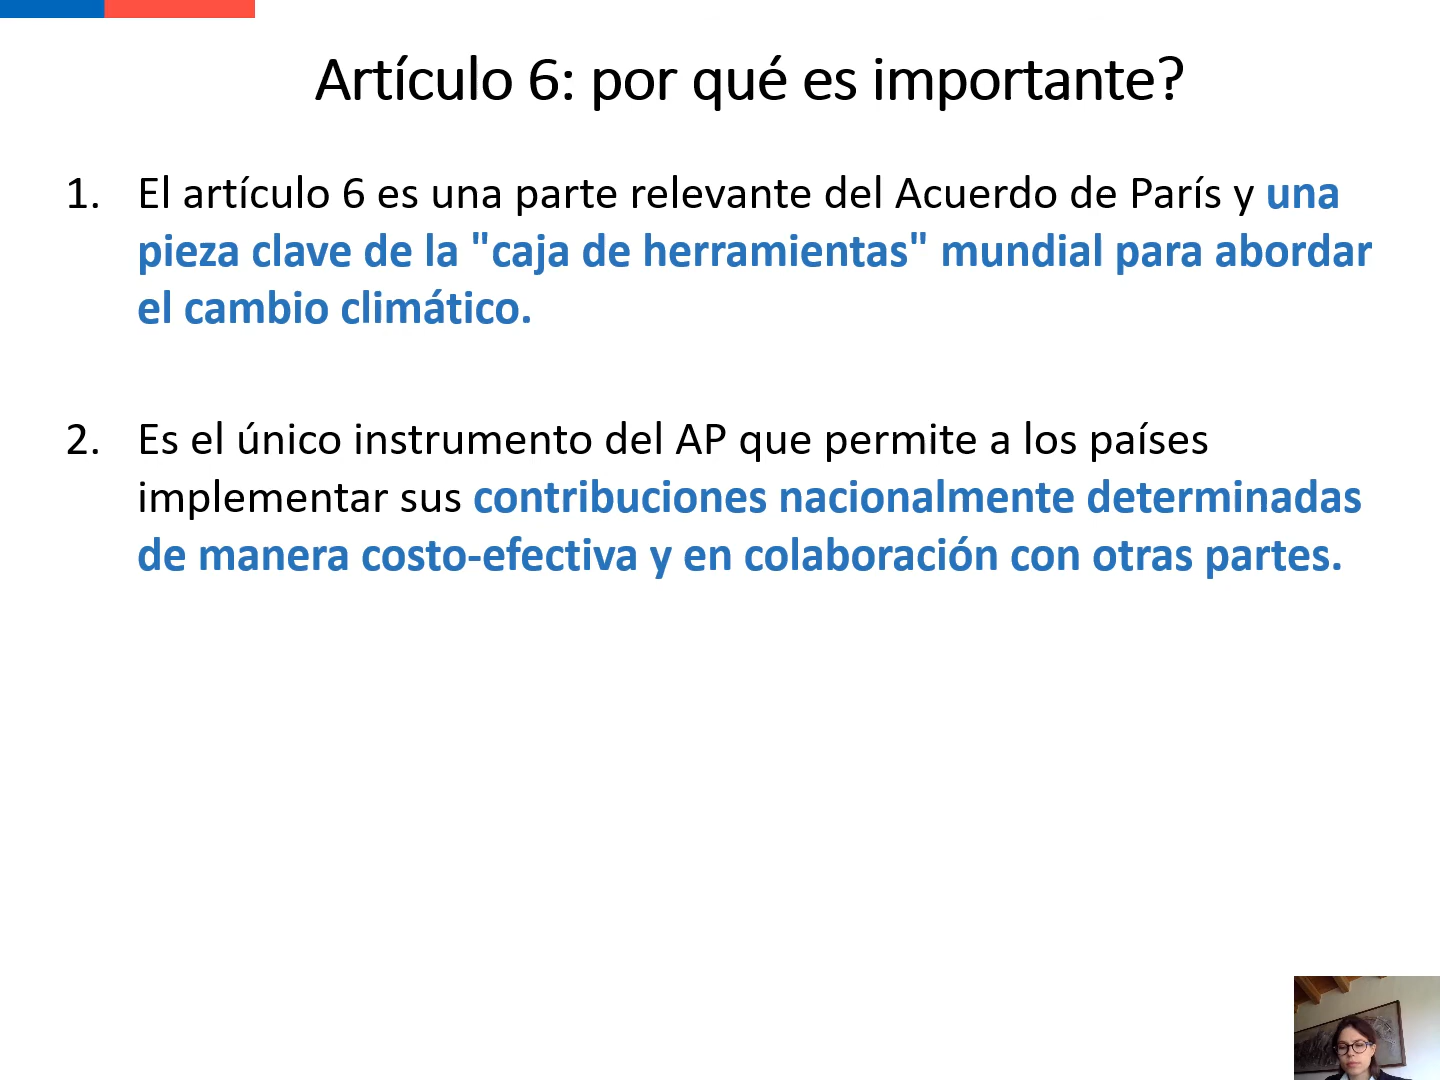 Artículo 6: por qué es importante?
1. El artículo 6 es una parte relevante del Acuerdo de París y una
pieza clave de la "caja de herramientas" mundial para abordar
el cambio climático.
2. Es el único instrumento del AP que permite a los países
implementar sus contribuciones nacionalmente determinadas
de manera costo-efectiva y en colaboración con otras partes.